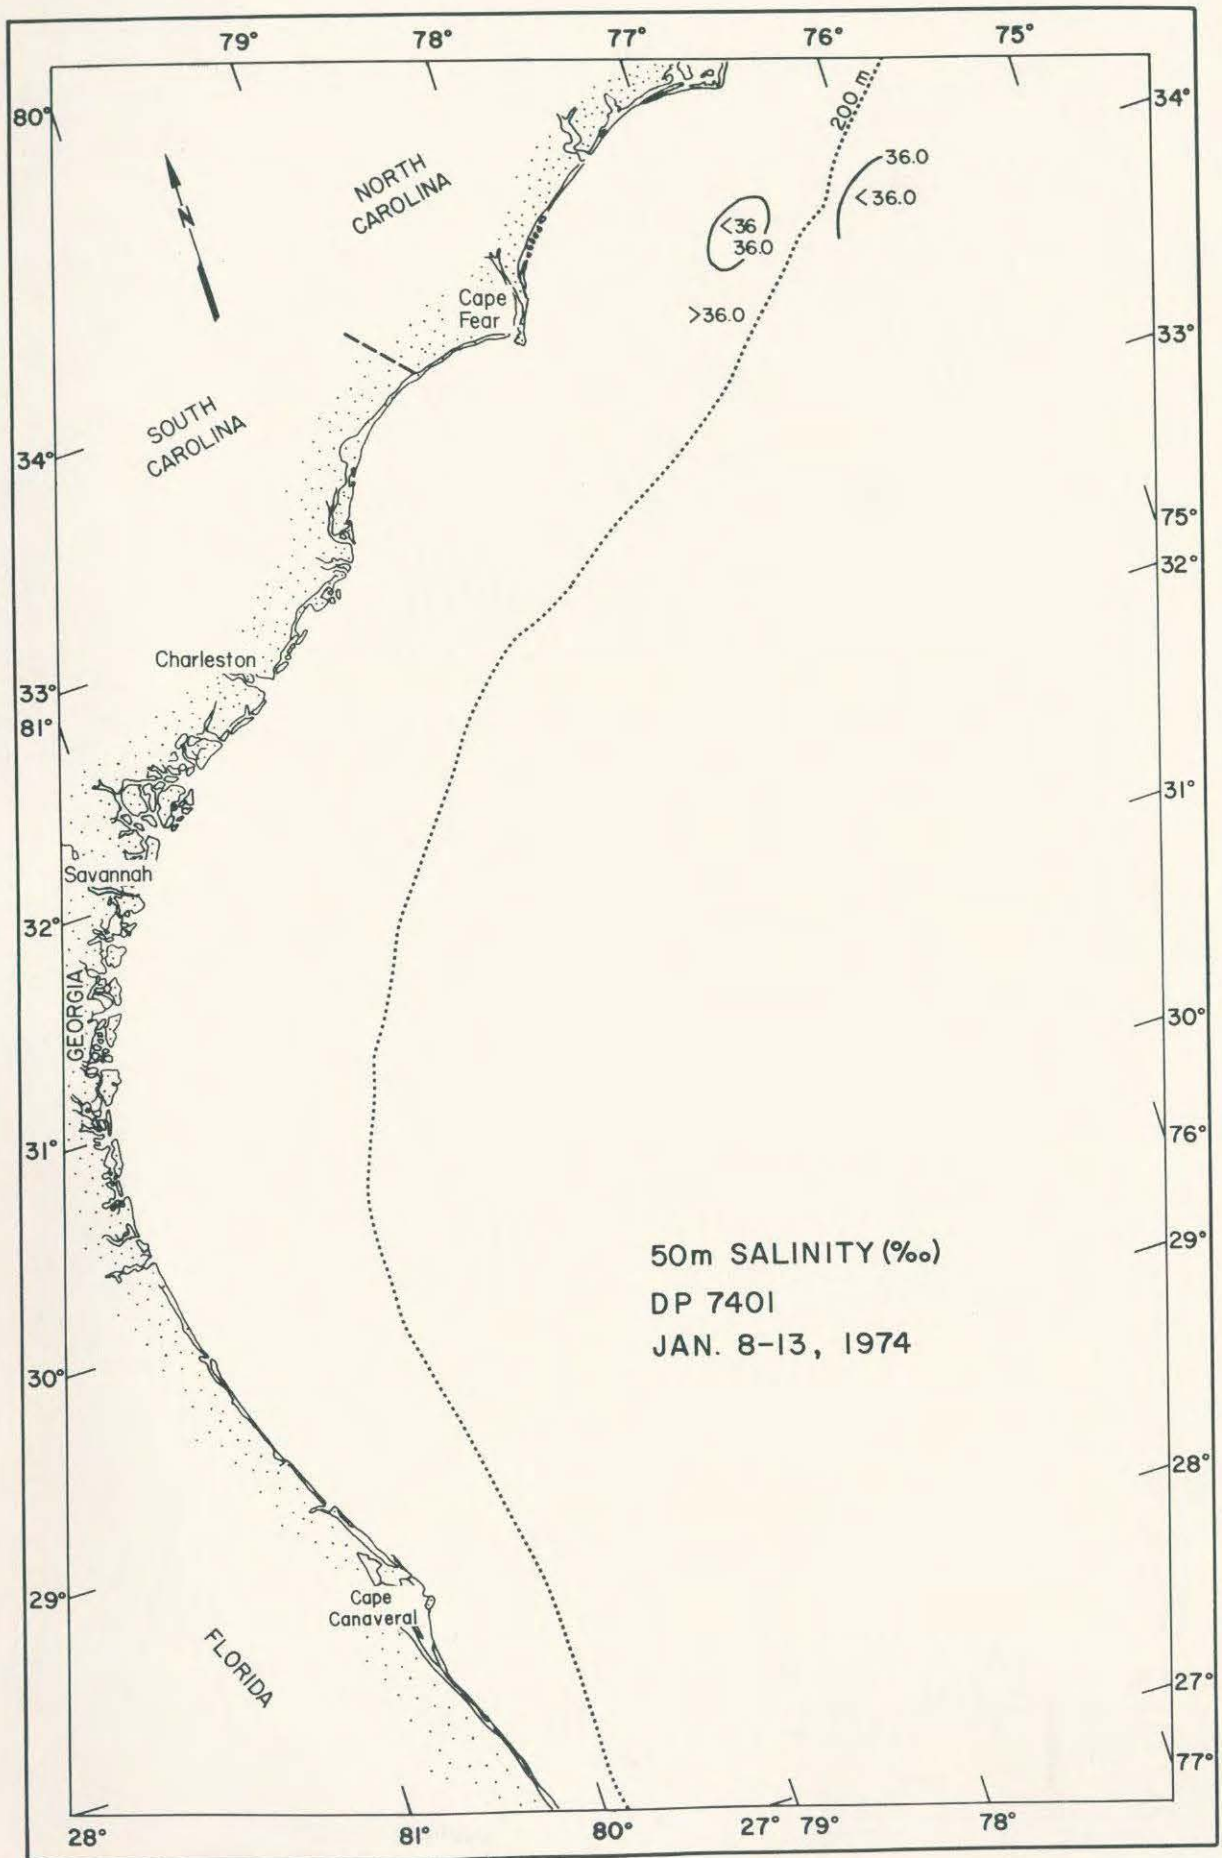 79° 78° 77° 76° 75°
80°
34°
200 m
36.0
<36.0
<36
36.0
>36.0
N
NORTH
CAROLINA
Cape
Fear
33°
SOUTH
CAROLINA
34°
75°
32°
Charleston
33°
81°
31°
Savannah
32°
GEORGIA
30°
31°
76°
29°
50m SALINITY (‰)
DP 7401
JAN. 8-13, 1974
30°
28°
29°
Cape
Canaveral
FLORIDA
27°
77°
28° 81° 80° 27° 79° 78°